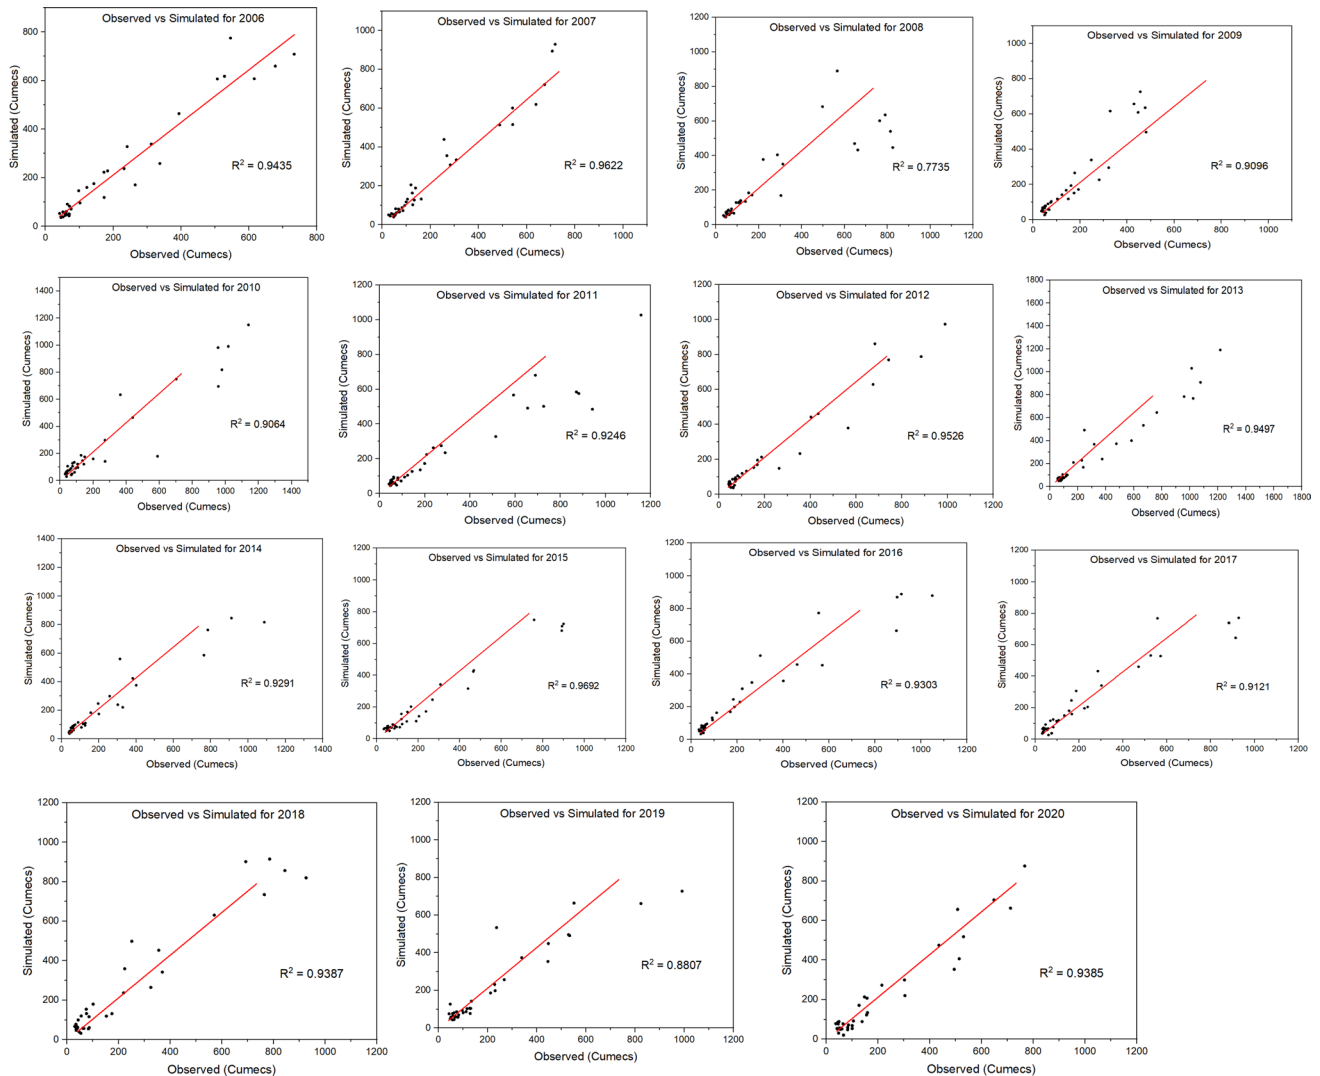 Observed vs Simulated for 2006
Simulated (Cumecs)
800
600
400
200
0
R² = 0.9435
0 200 400 600 800
Observed (Cumecs)
Observed vs Simulated for 2007
Simulated (Cumecs)
1000
800
600
400
200
0
R² = 0.9622
0 200 400 600 800 1000
Observed (Cumecs)
Observed vs Simulated for 2008
Simulated (Cumecs)
1200
1000
800
600
400
200
0
R² = 0.7735
0 200 400 600 800 1000 1200
Observed (Cumecs)
Observed vs Simulated for 2009
Simulated (Cumecs)
1000
800
600
400
200
0
R² = 0.9096
0 200 400 600 800 1000
Observed (Cumecs)
Observed vs Simulated for 2010
Simulated (Cumecs)
1400
1200
1000
800
600
400
200
0
R² = 0.9064
0 200 400 600 800 1000 1200 1400
Observed (Cumecs)
Observed vs Simulated for 2011
Simulated (Cumecs)
1200
1000
800
600
400
200
0
R² = 0.9246
0 200 400 600 800 1000 1200
Observed (Cumecs)
Observed vs Simulated for 2012
Simulated (Cumecs)
1200
1000
800
600
400
200
0
R² = 0.9526
0 200 400 600 800 1000 1200
Observed (Cumecs)
Observed vs Simulated for 2013
Simulated (Cumecs)
1800
1600
1400
1200
1000
800
600
400
200
0
R² = 0.9497
0 200 400 600 800 1000 1200 1400 1600 1800
Observed (Cumecs)
Observed vs Simulated for 2014
Simulated (Cumecs)
1400
1200
1000
800
600
400
200
0
R² = 0.9291
0 200 400 600 800 1000 1200 1400
Observed (Cumecs)
Observed vs Simulated for 2015
Simulated (Cumecs)
1200
1000
800
600
400
200
0
R² = 0.9692
0 200 400 600 800 1000 1200
Observed (Cumecs)
Observed vs Simulated for 2016
Simulated (Cumecs)
1200
1000
800
600
400
200
0
R² = 0.9303
0 200 400 600 800 1000 1200
Observed (Cumecs)
Observed vs Simulated for 2017
Simulated (Cumecs)
1200
1000
800
600
400
200
0
R² = 0.9121
0 200 400 600 800 1000 1200
Observed (Cumecs)
Observed vs Simulated for 2018
Simulated (Cumecs)
1200
1000
800
600
400
200
0
R² = 0.9387
0 200 400 600 800 1000 1200
Observed (Cumecs)
Observed vs Simulated for 2019
Simulated (Cumecs)
1200
1000
800
600
400
200
0
R² = 0.8807
0 200 400 600 800 1000 1200
Observed (Cumecs)
Observed vs Simulated for 2020
Simulated (Cumecs)
1200
1000
800
600
400
200
0
R² = 0.9385
0 200 400 600 800 1000 1200
Observed (Cumecs)